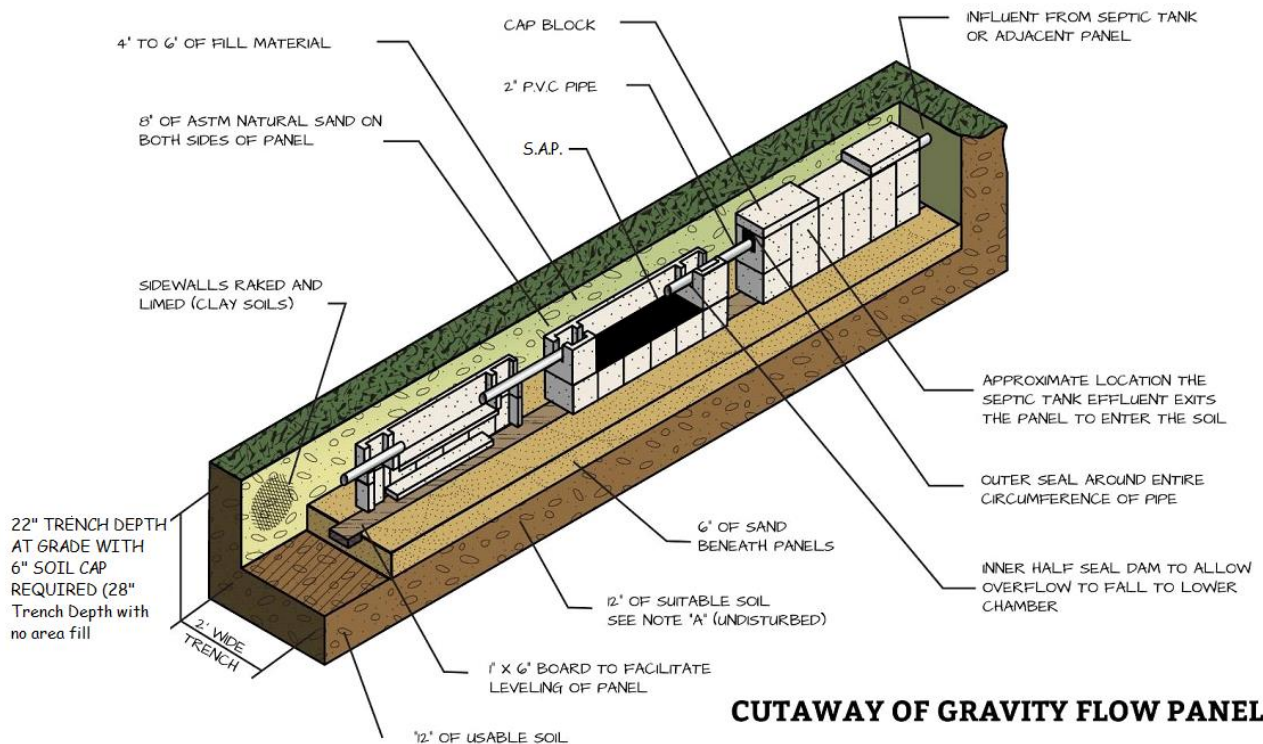 CAP BLOCK
INFLUENT FROM SEPTIC TANK
OR ADJACENT PANEL
4" TO 6" OF FILL MATERIAL
2" P.V.C PIPE
8" OF ASTM NATURAL SAND ON
BOTH SIDES OF PANEL
S.A.P.
SIDEWALLS RAKED AND
LIMED (CLAY SOILS)
APPROXIMATE LOCATION THE
SEPTIC TANK EFFLUENT EXITS
THE PANEL TO ENTER THE SOIL
OUTER SEAL AROUND ENTIRE
CIRCUMFERENCE OF PIPE
22" TRENCH DEPTH
AT GRADE WITH
6" SOIL CAP
REQUIRED (28"
Trench Depth with
no area fill
6" OF SAND
BENEATH PANELS
INNER HALF SEAL DAM TO ALLOW
OVERFLOW TO FALL TO LOWER
CHAMBER
12" OF SUITABLE SOIL
SEE NOTE "A" (UNDISTURBED)
2' WIDE
TRENCH
1" X 6" BOARD TO FACILITATE
LEVELING OF PANEL
"12" OF USABLE SOIL
CUTAWAY OF GRAVITY FLOW PANEL